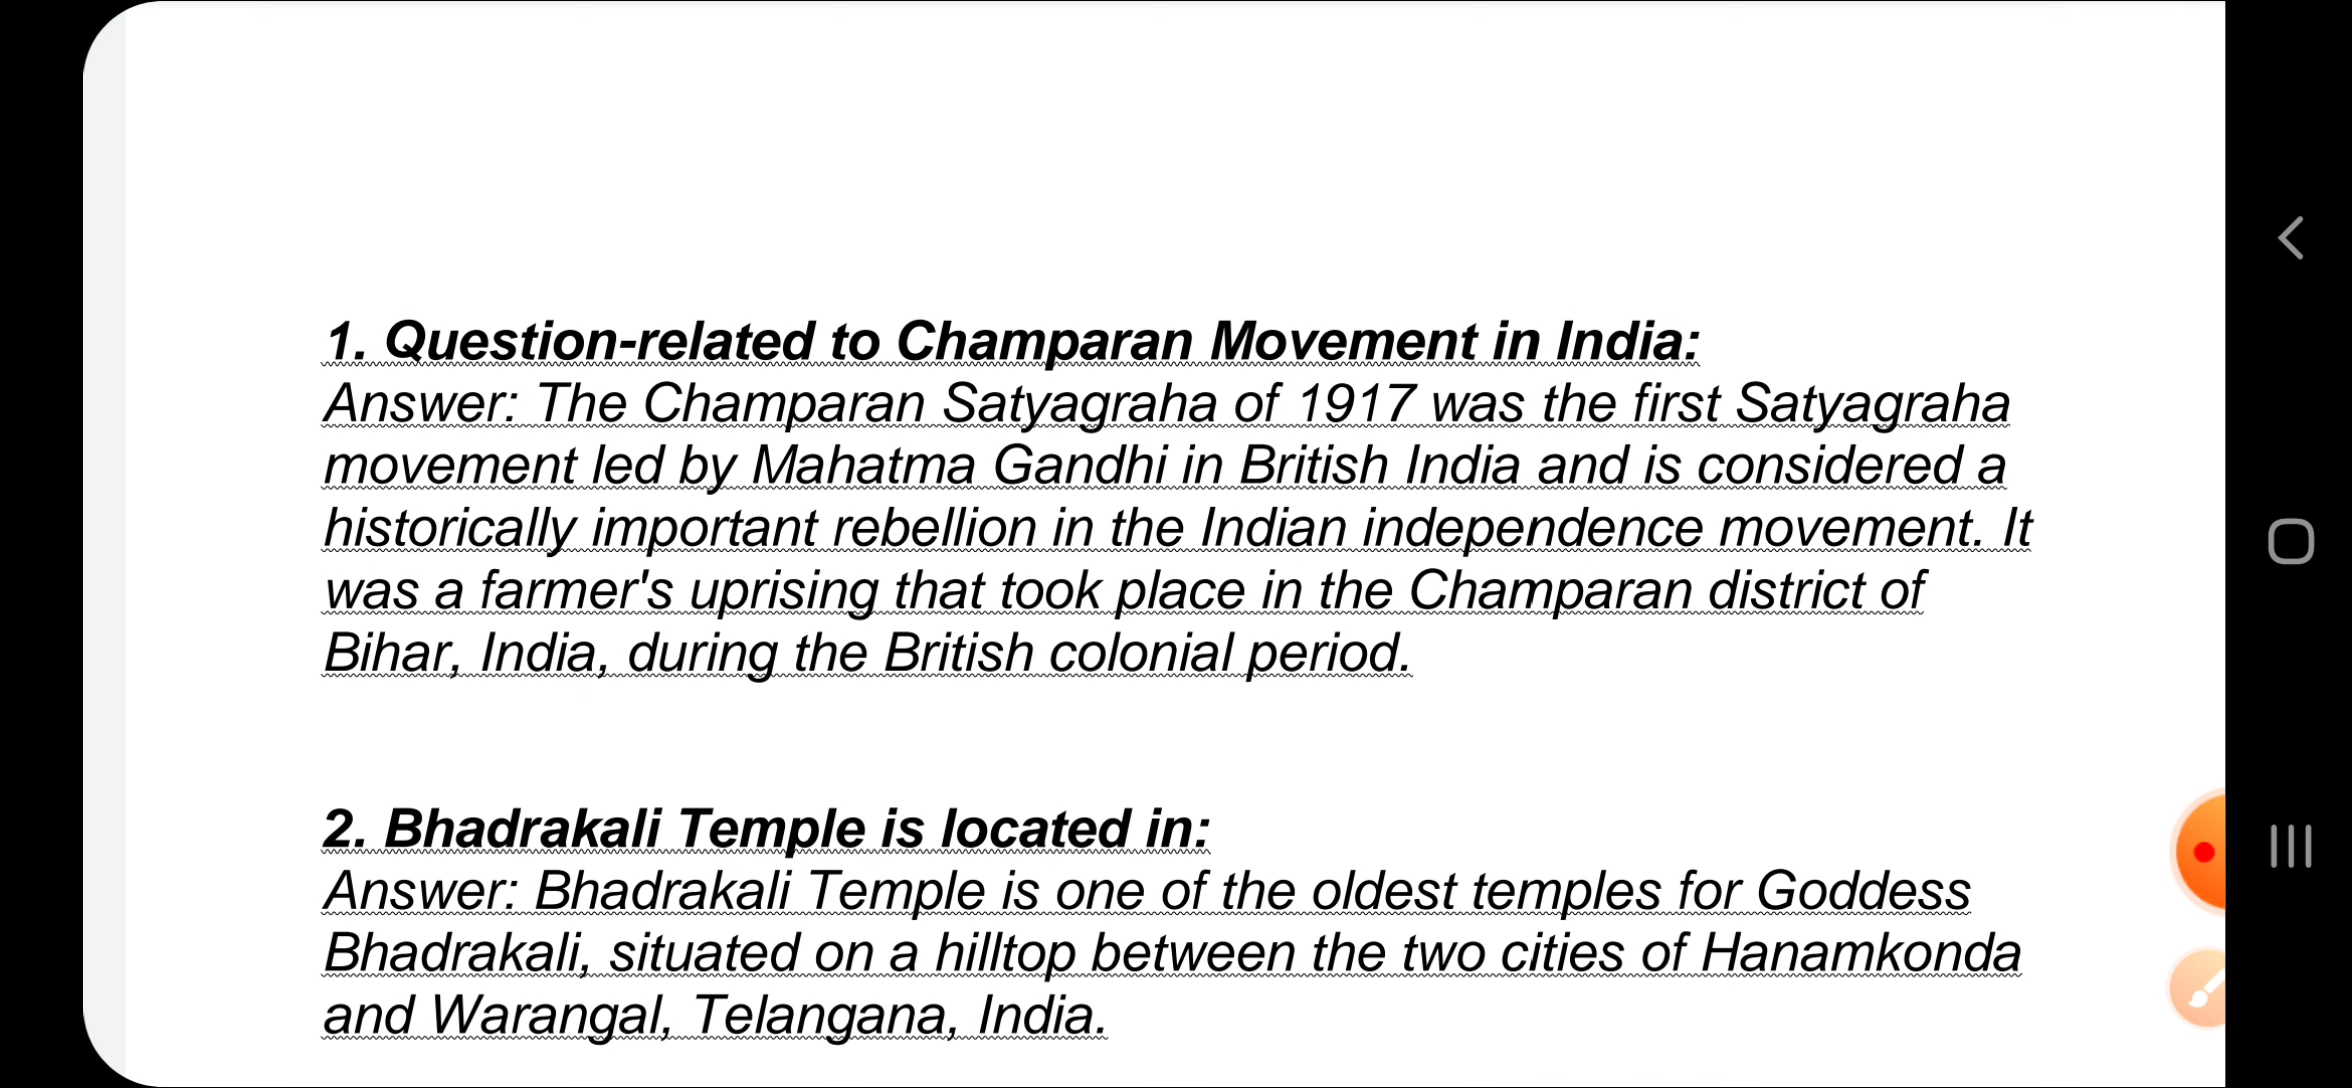 1. Question-related to Champaran Movement in India:
Answer: The Champaran Satyagraha of 1917 was the first Satyagraha
movement led by Mahatma Gandhi in British India and is considered a
historically important rebellion in the Indian independence movement. It
was a farmer's uprising that took place in the Champaran district of
Bihar, India, during the British colonial period.
2. Bhadrakali Temple is located in:
Answer: Bhadrakali Temple is one of the oldest temples for Goddess
Bhadrakali, situated on a hilltop between the two cities of Hanamkonda
and Warangal, Telangana, India.